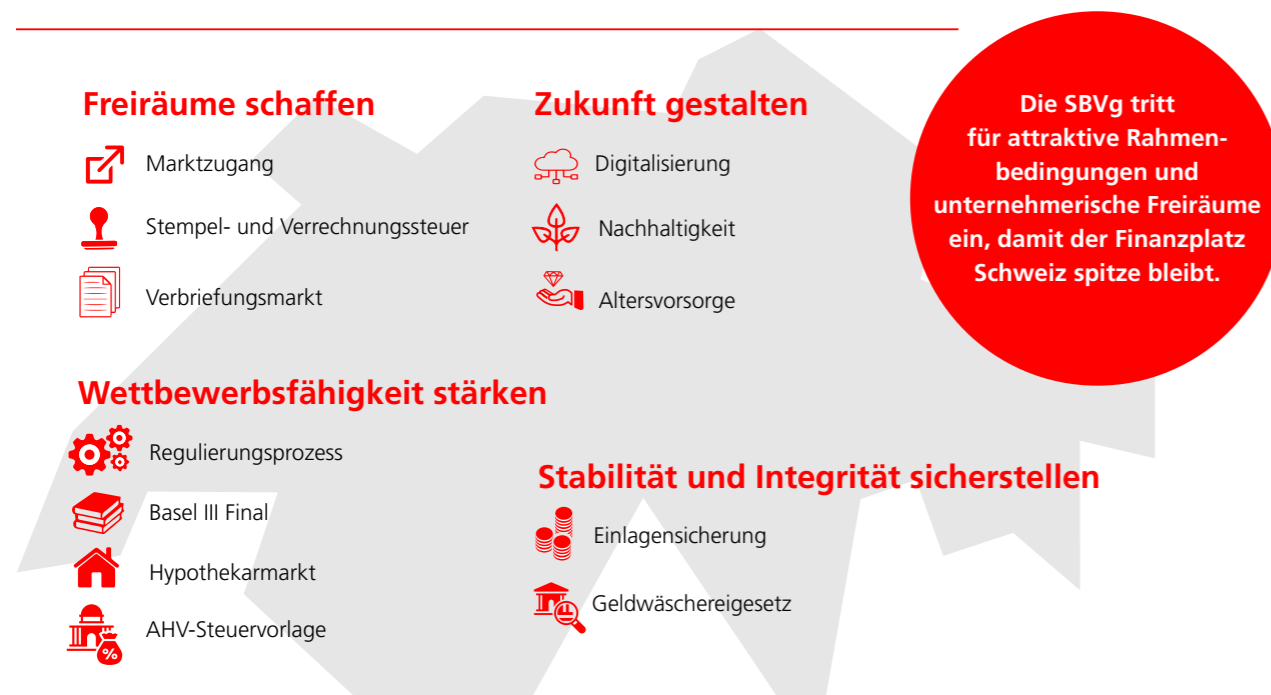 Freiräume schaffen
Marktzugang
Stempel- und Verrechnungssteuer
Verbriefungsmarkt
Zukunft gestalten
Digitalisierung
Nachhaltigkeit
Altersvorsorge
Die SBVg tritt
für attraktive Rahmen-
bedingungen und
unternehmerische Freiräume
ein, damit der Finanzplatz
Schweiz spitze bleibt.
Wettbewerbsfähigkeit stärken
Regulierungsprozess
Basel III Final
Hypothekarmarkt
%
AHV-Steuervorlage
Stabilität und Integrität sicherstellen
Einlagensicherung
Geldwäschereigesetz